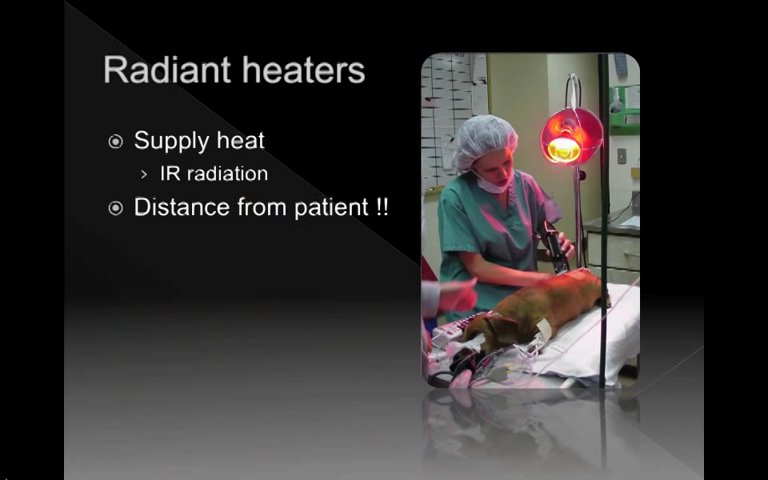 Radiant heaters
Supply heat
IR radiation
Distance from patient !!